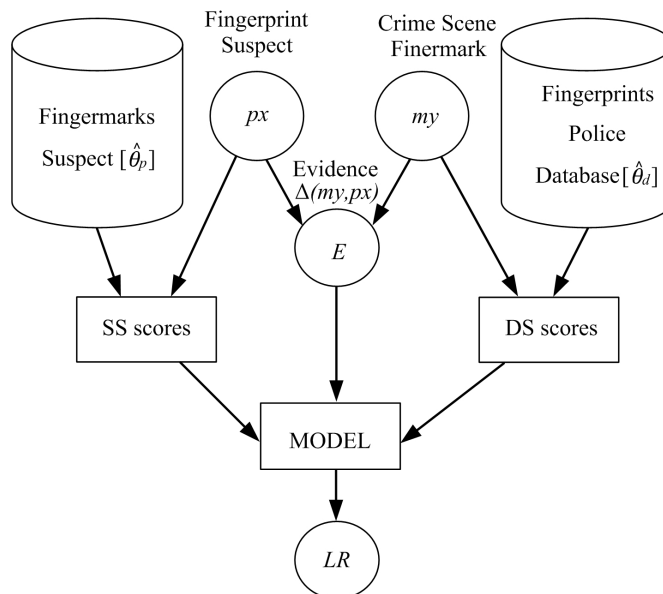 Fingerprint
Suspect
Crime Scene
Finermark
Fingermarks
Suspect [θ̂p]
px
my
Fingerprints
Police
Database[θ̂d]
Evidence
Δ(my,px)
E
SS scores
DS scores
MODEL
LR